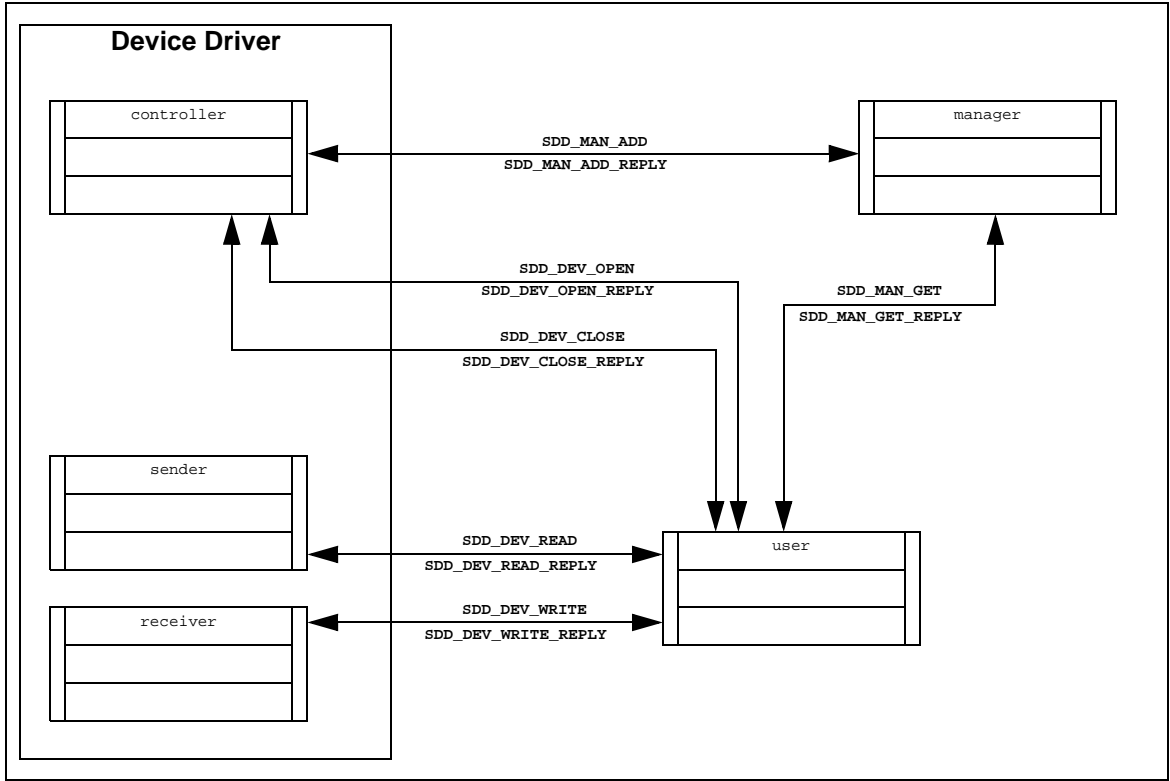 Device Driver
controller
manager
SDD_MAN_ADD
SDD_MAN_ADD_REPLY
SDD_DEV_OPEN
SDD_DEV_OPEN_REPLY
SDD_MAN_GET
SDD_MAN_GET_REPLY
SDD_DEV_CLOSE
SDD_DEV_CLOSE_REPLY
sender
SDD_DEV_READ
SDD_DEV_READ_REPLY
user
receiver
SDD_DEV_WRITE
SDD_DEV_WRITE_REPLY